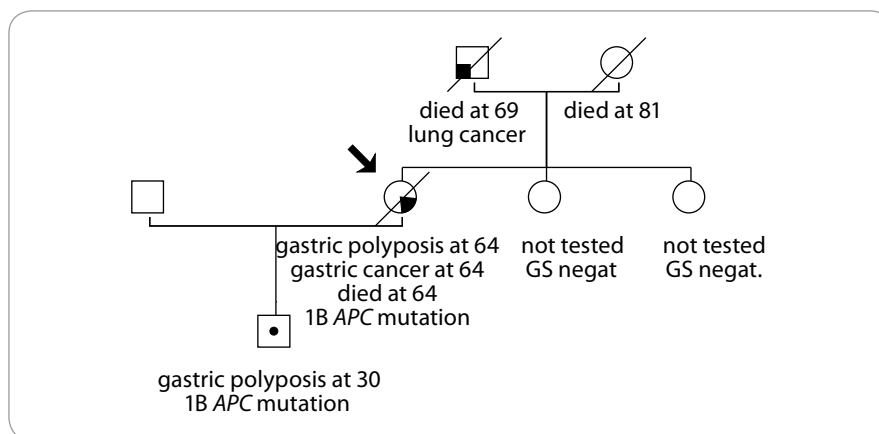 died at 69
lung cancer
died at 81
gastric polyposis at 64
gastric cancer at 64
died at 64
1B APC mutation
not tested
GS negat
not tested
GS negat.
gastric polyposis at 30
1B APC mutation